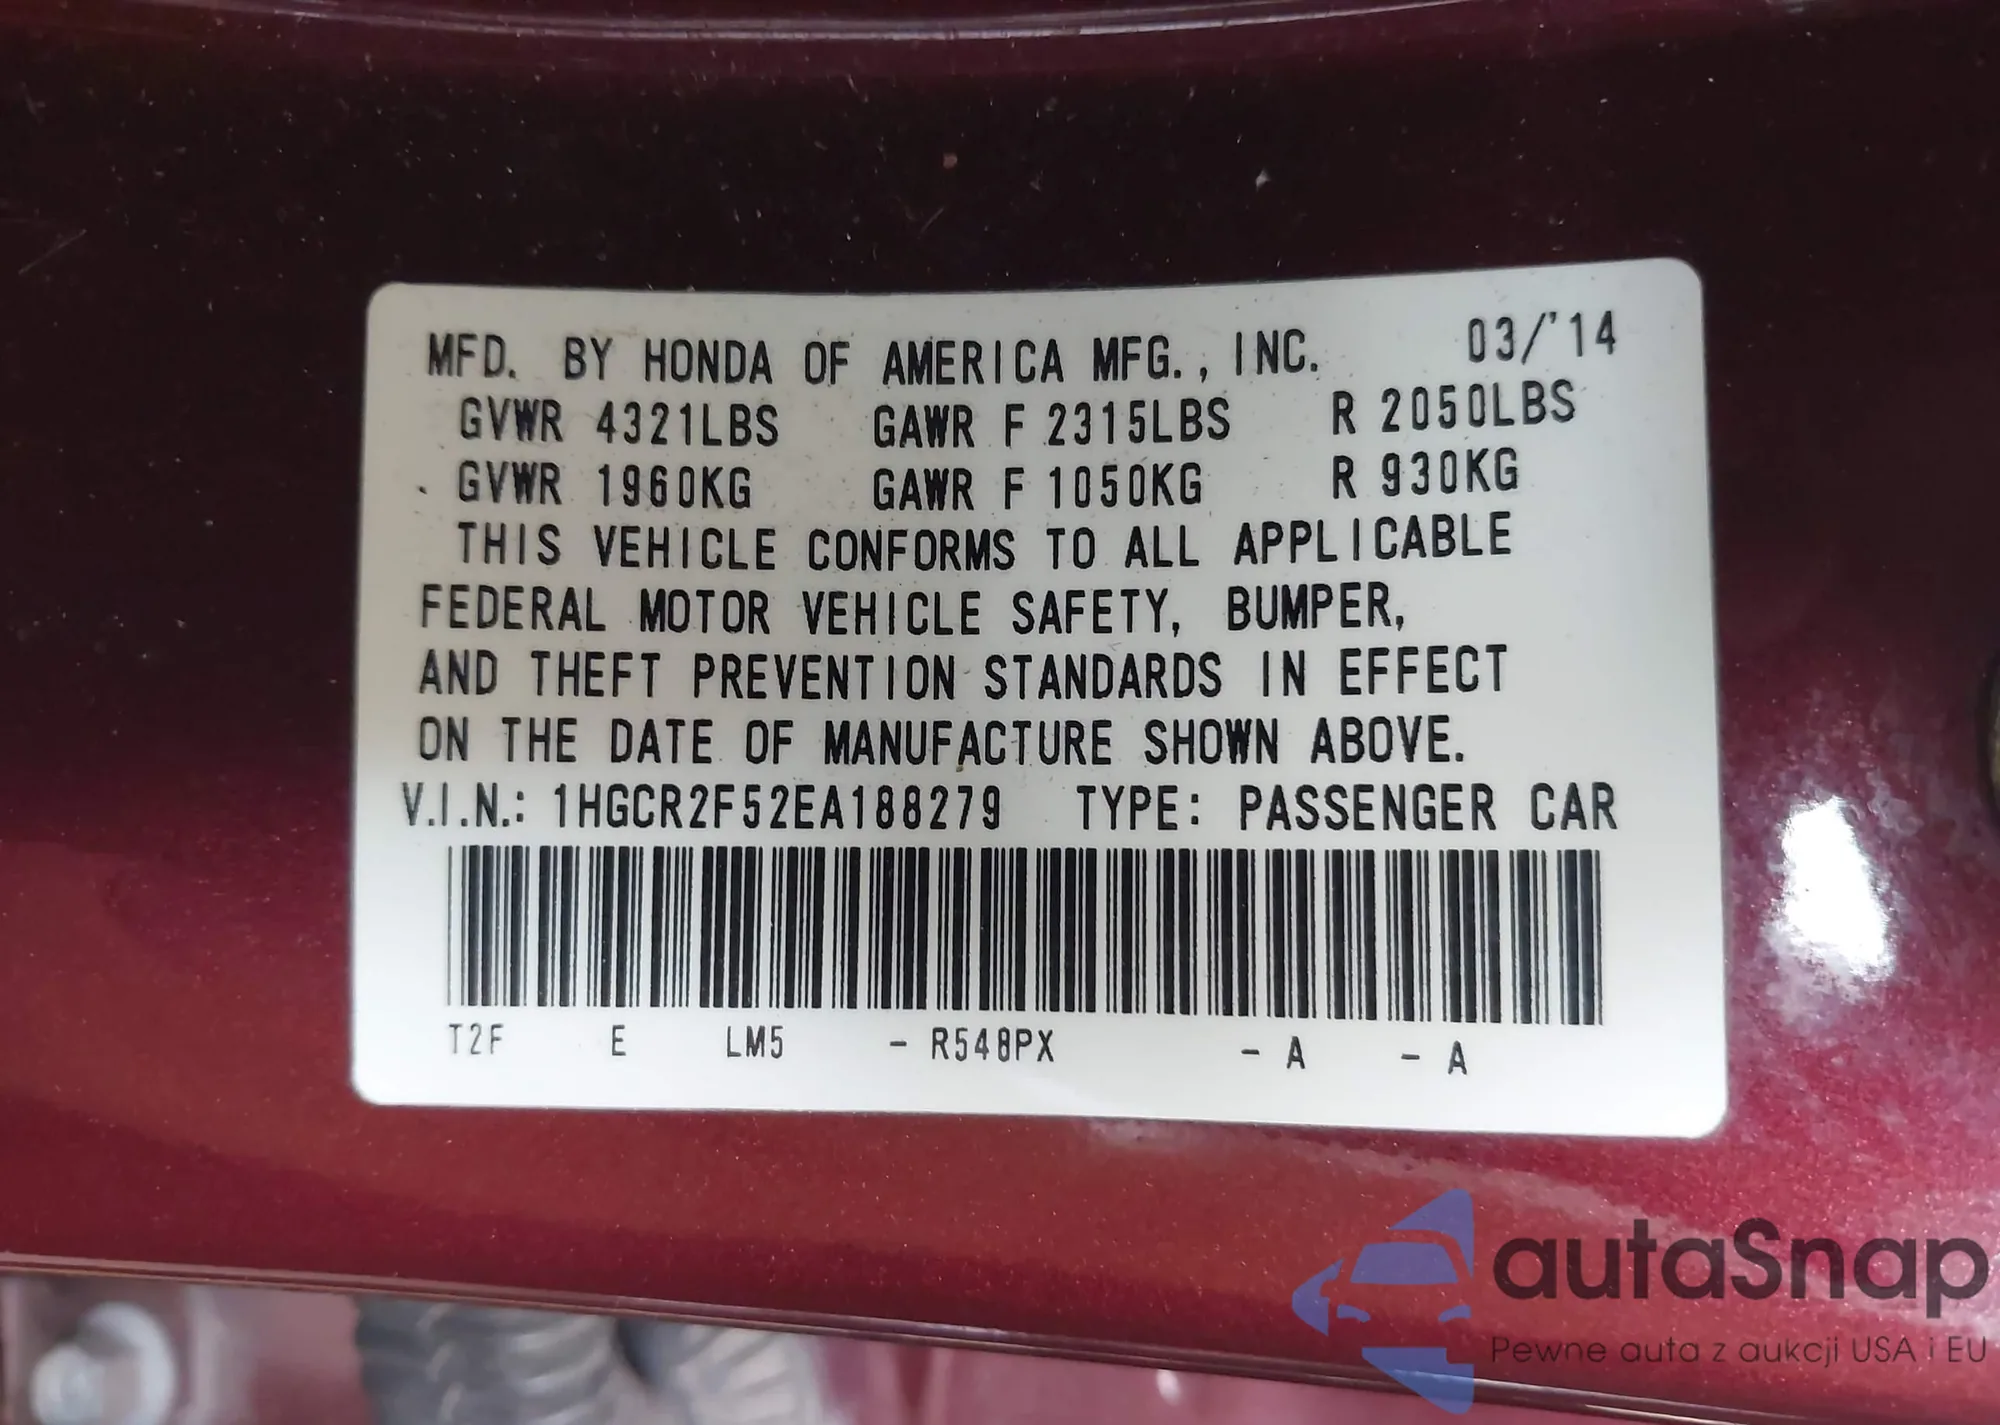 MFD. BY HONDA OF AMERICA MFG., INC. 03/'14
GVWR 4321LBS GAWR F 2315LBS R 2050LBS
GVWR 1960KG GAWR F 1050KG R 930KG
THIS VEHICLE CONFORMS TO ALL APPLICABLE
FEDERAL MOTOR VEHICLE SAFETY, BUMPER,
AND THEFT PREVENTION STANDARDS IN EFFECT
ON THE DATE OF MANUFACTURE SHOWN ABOVE.
V.I.N.: 1HGCR2F52EA188279 TYPE: PASSENGER CAR
T2F E LM5 - R548PX - A - A
autaSnap
Pewne auta z aukcji USA i EU